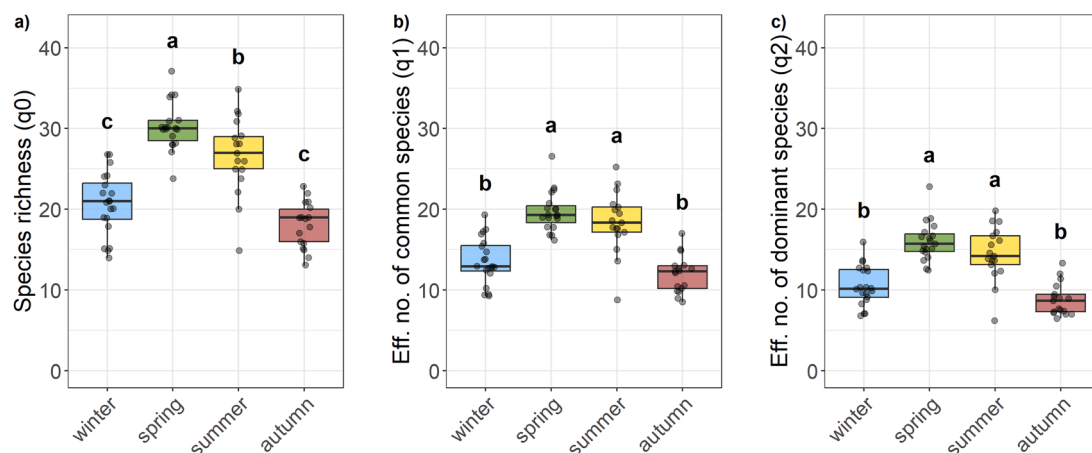 a)
Species richness (q0)
40
30
20
10
0
c
a
b
c
winter
spring
summer
autumn
b)
Eff. no. of common species (q1)
40
30
20
10
0
b
a
a
b
winter
spring
summer
autumn
c)
Eff. no. of dominant species (q2)
40
30
20
10
0
b
a
a
b
winter
spring
summer
autumn